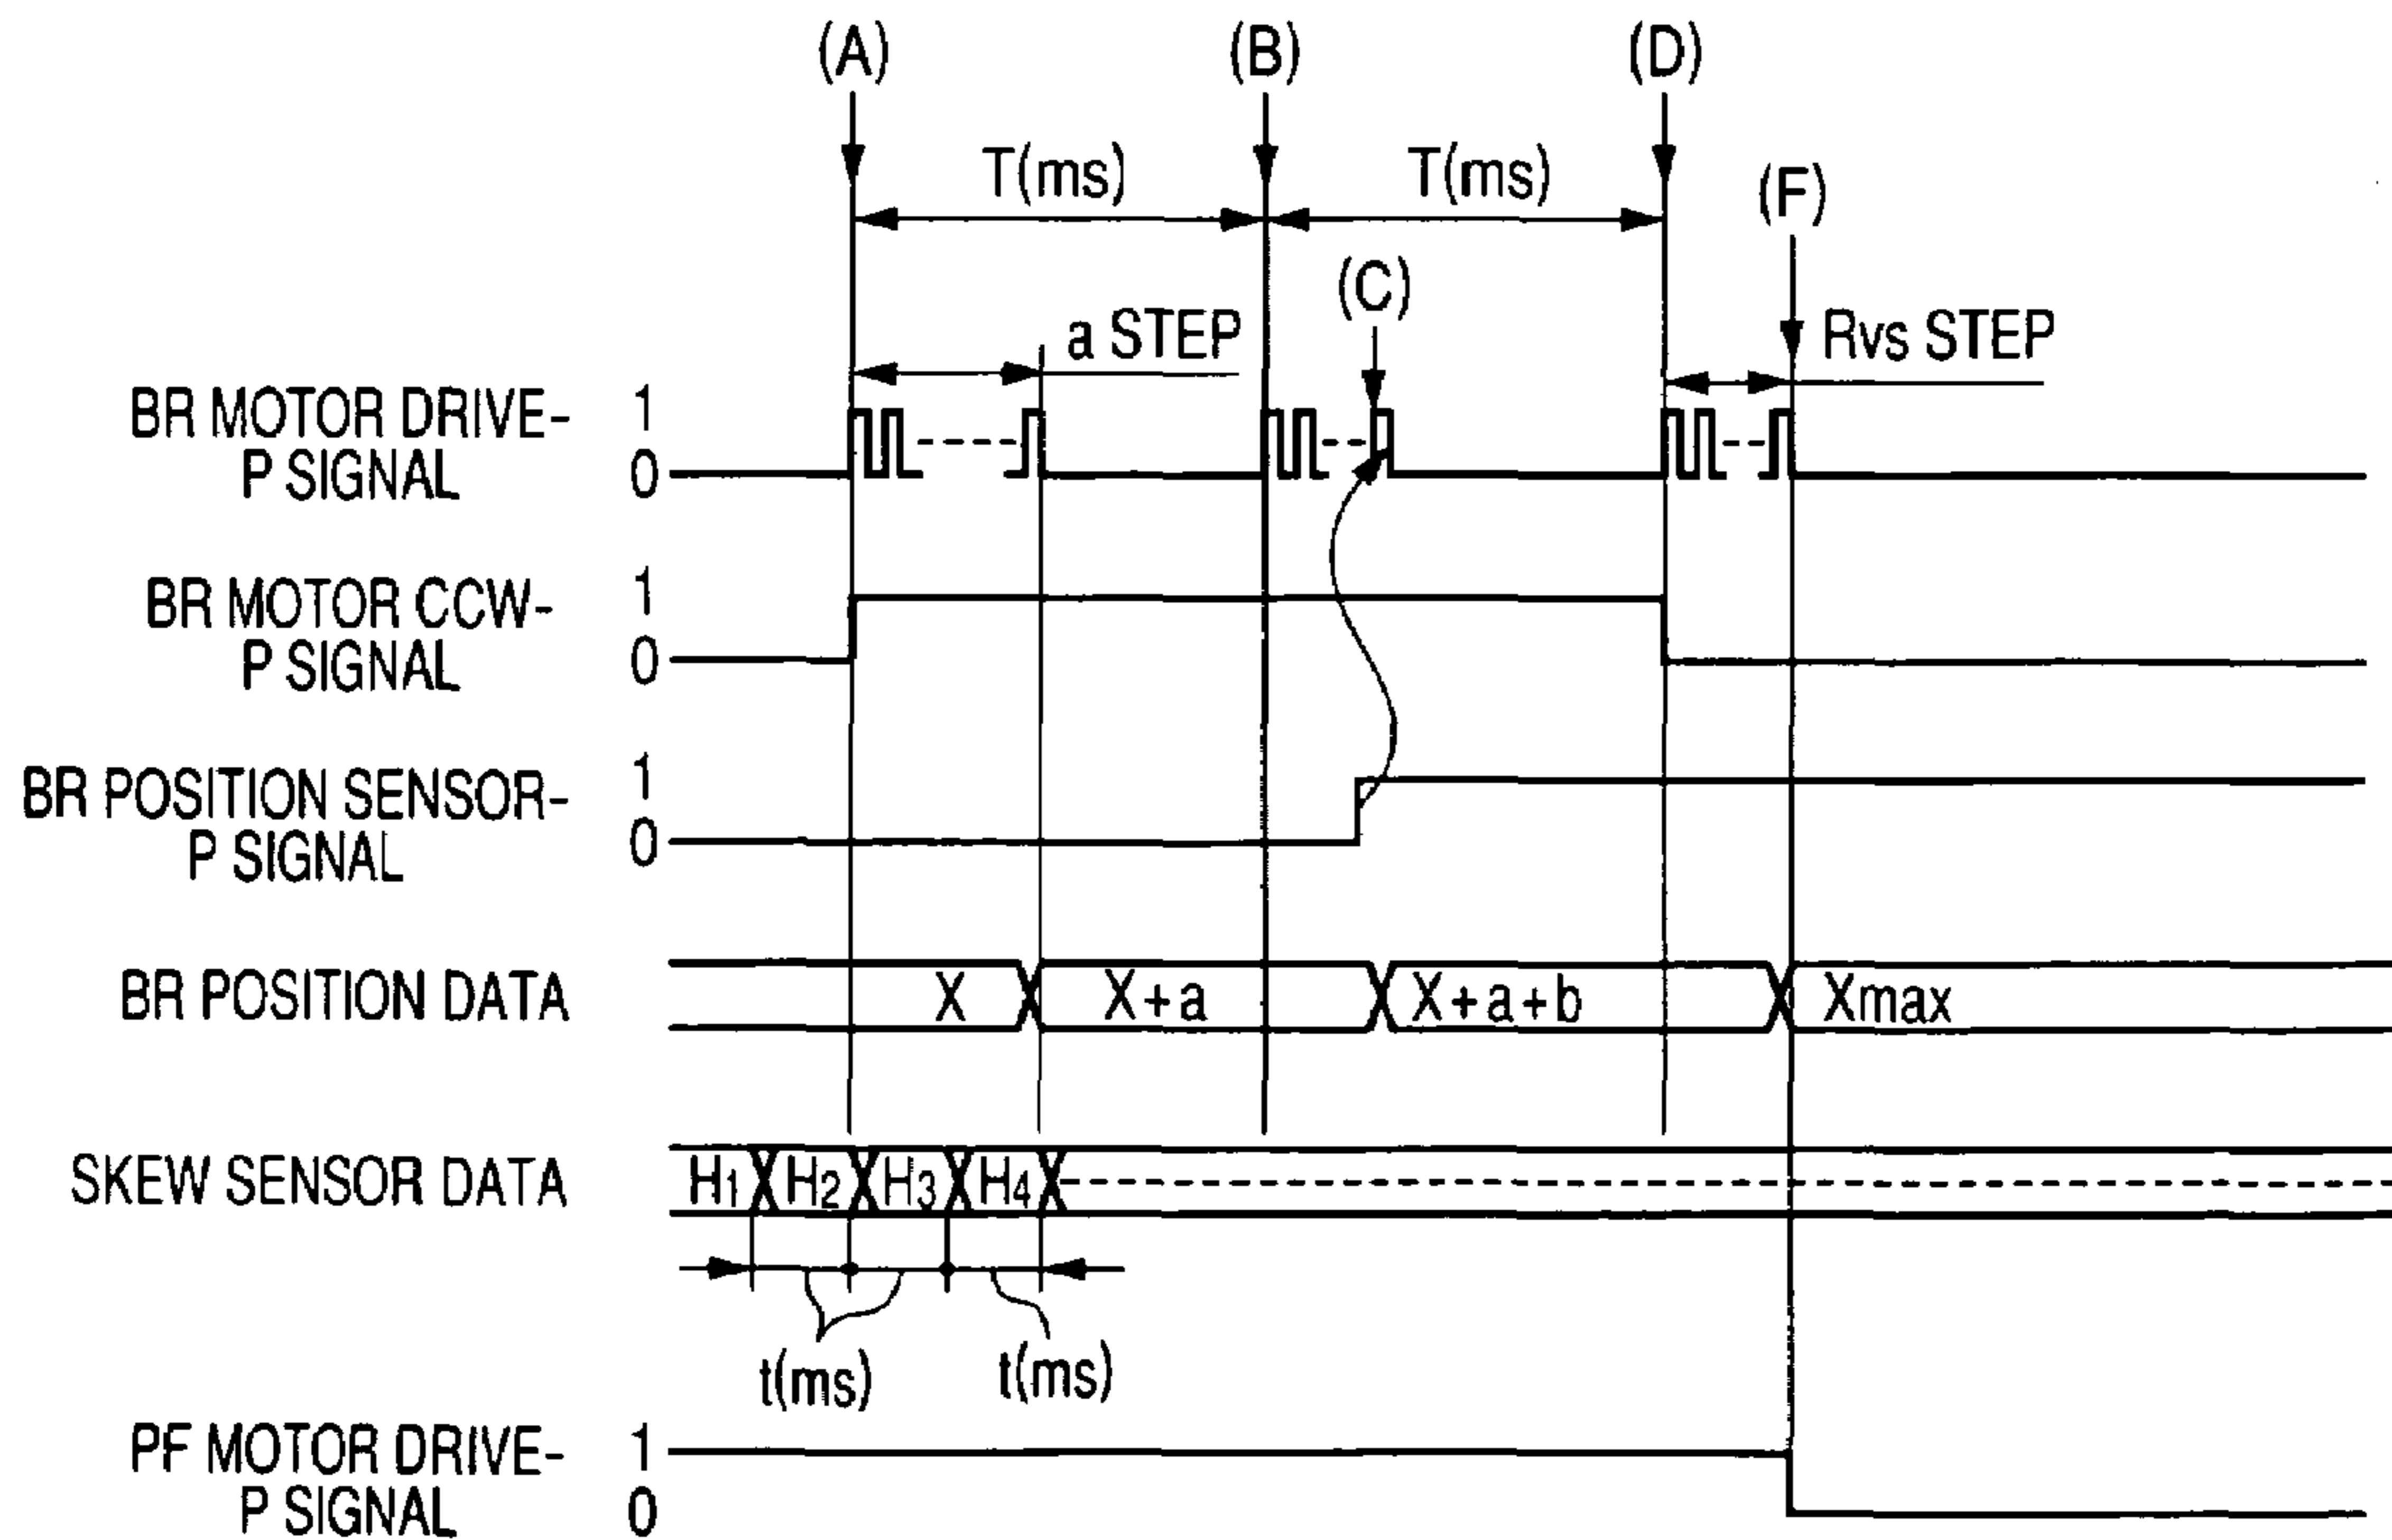 (A)
(B)
(D)
T(ms)
T(ms)
(F)
(C)
a STEP
Rvs STEP
BR MOTOR DRIVE-
P SIGNAL
1
0
BR MOTOR CCW-
P SIGNAL
1
0
BR POSITION SENSOR-
P SIGNAL
1
0
BR POSITION DATA
X
X+a
X+a+b
Xmax
SKEW SENSOR DATA
H1
H2
H3
H4
t(ms)
t(ms)
PF MOTOR DRIVE-
P SIGNAL
1
0